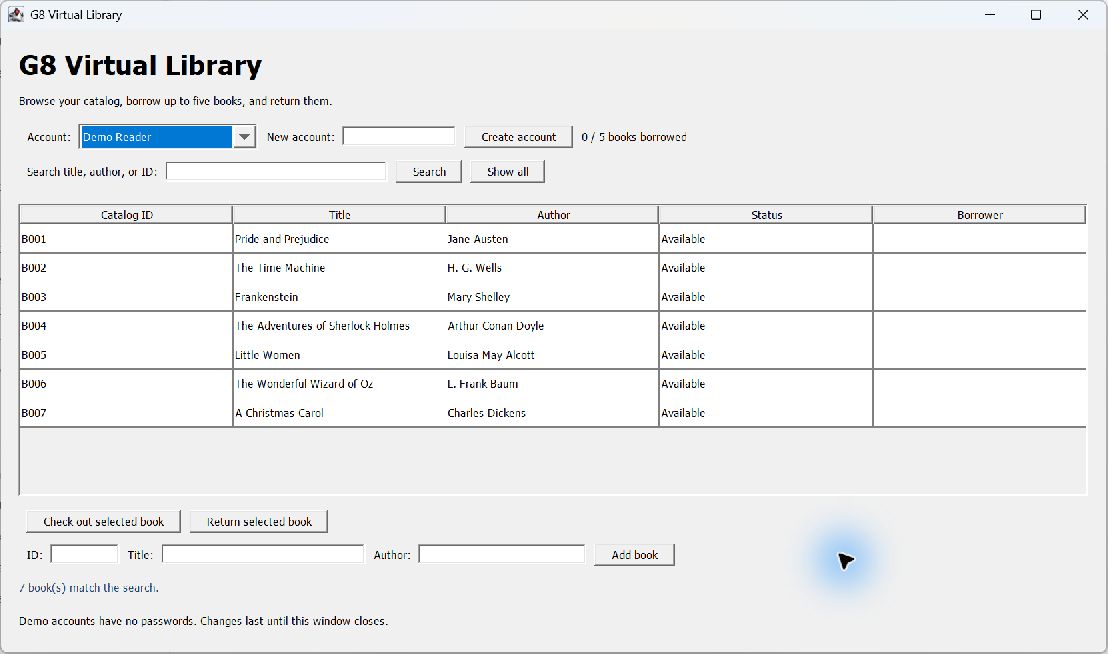 G8 Virtual Library
G8 Virtual Library
Browse your catalog, borrow up to five books, and return them.
Account: Demo Reader New account: Create account 0 / 5 books borrowed
Search title, author, or ID: Search Show all
Catalog ID Title Author Status Borrower
B001 Pride and Prejudice Jane Austen Available
B002 The Time Machine H. G. Wells Available
B003 Frankenstein Mary Shelley Available
B004 The Adventures of Sherlock Holmes Arthur Conan Doyle Available
B005 Little Women Louisa May Alcott Available
B006 The Wonderful Wizard of Oz L. Frank Baum Available
B007 A Christmas Carol Charles Dickens Available
Check out selected book Return selected book
ID: Title: Author: Add book
7 book(s) match the search.
Demo accounts have no passwords. Changes last until this window closes.